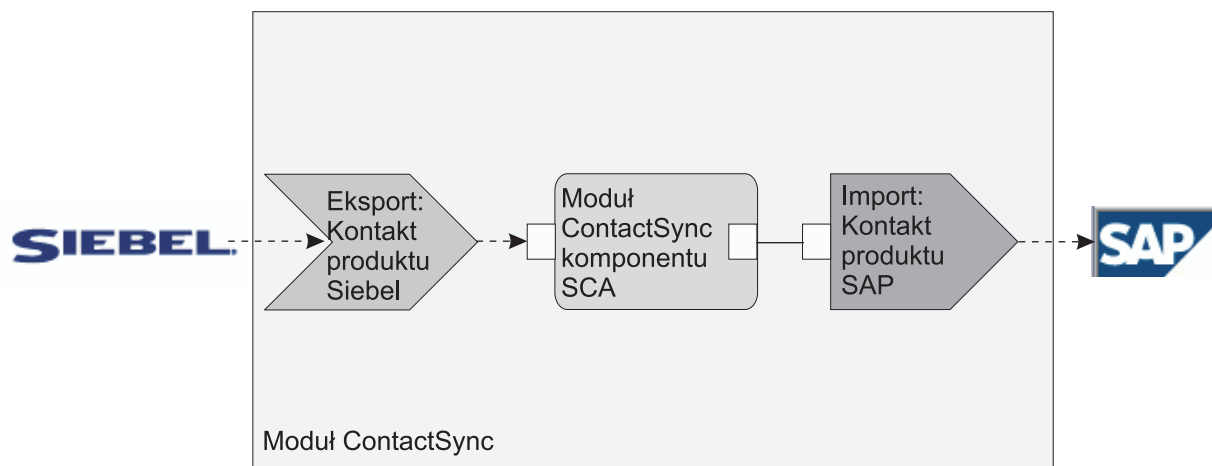 SIEBEL.
Eksport:
Kontakt
produktu
Siebel
Moduł
ContactSync
komponentu
SCA
Import:
Kontakt
produktu
SAP
SAP
Moduł ContactSync